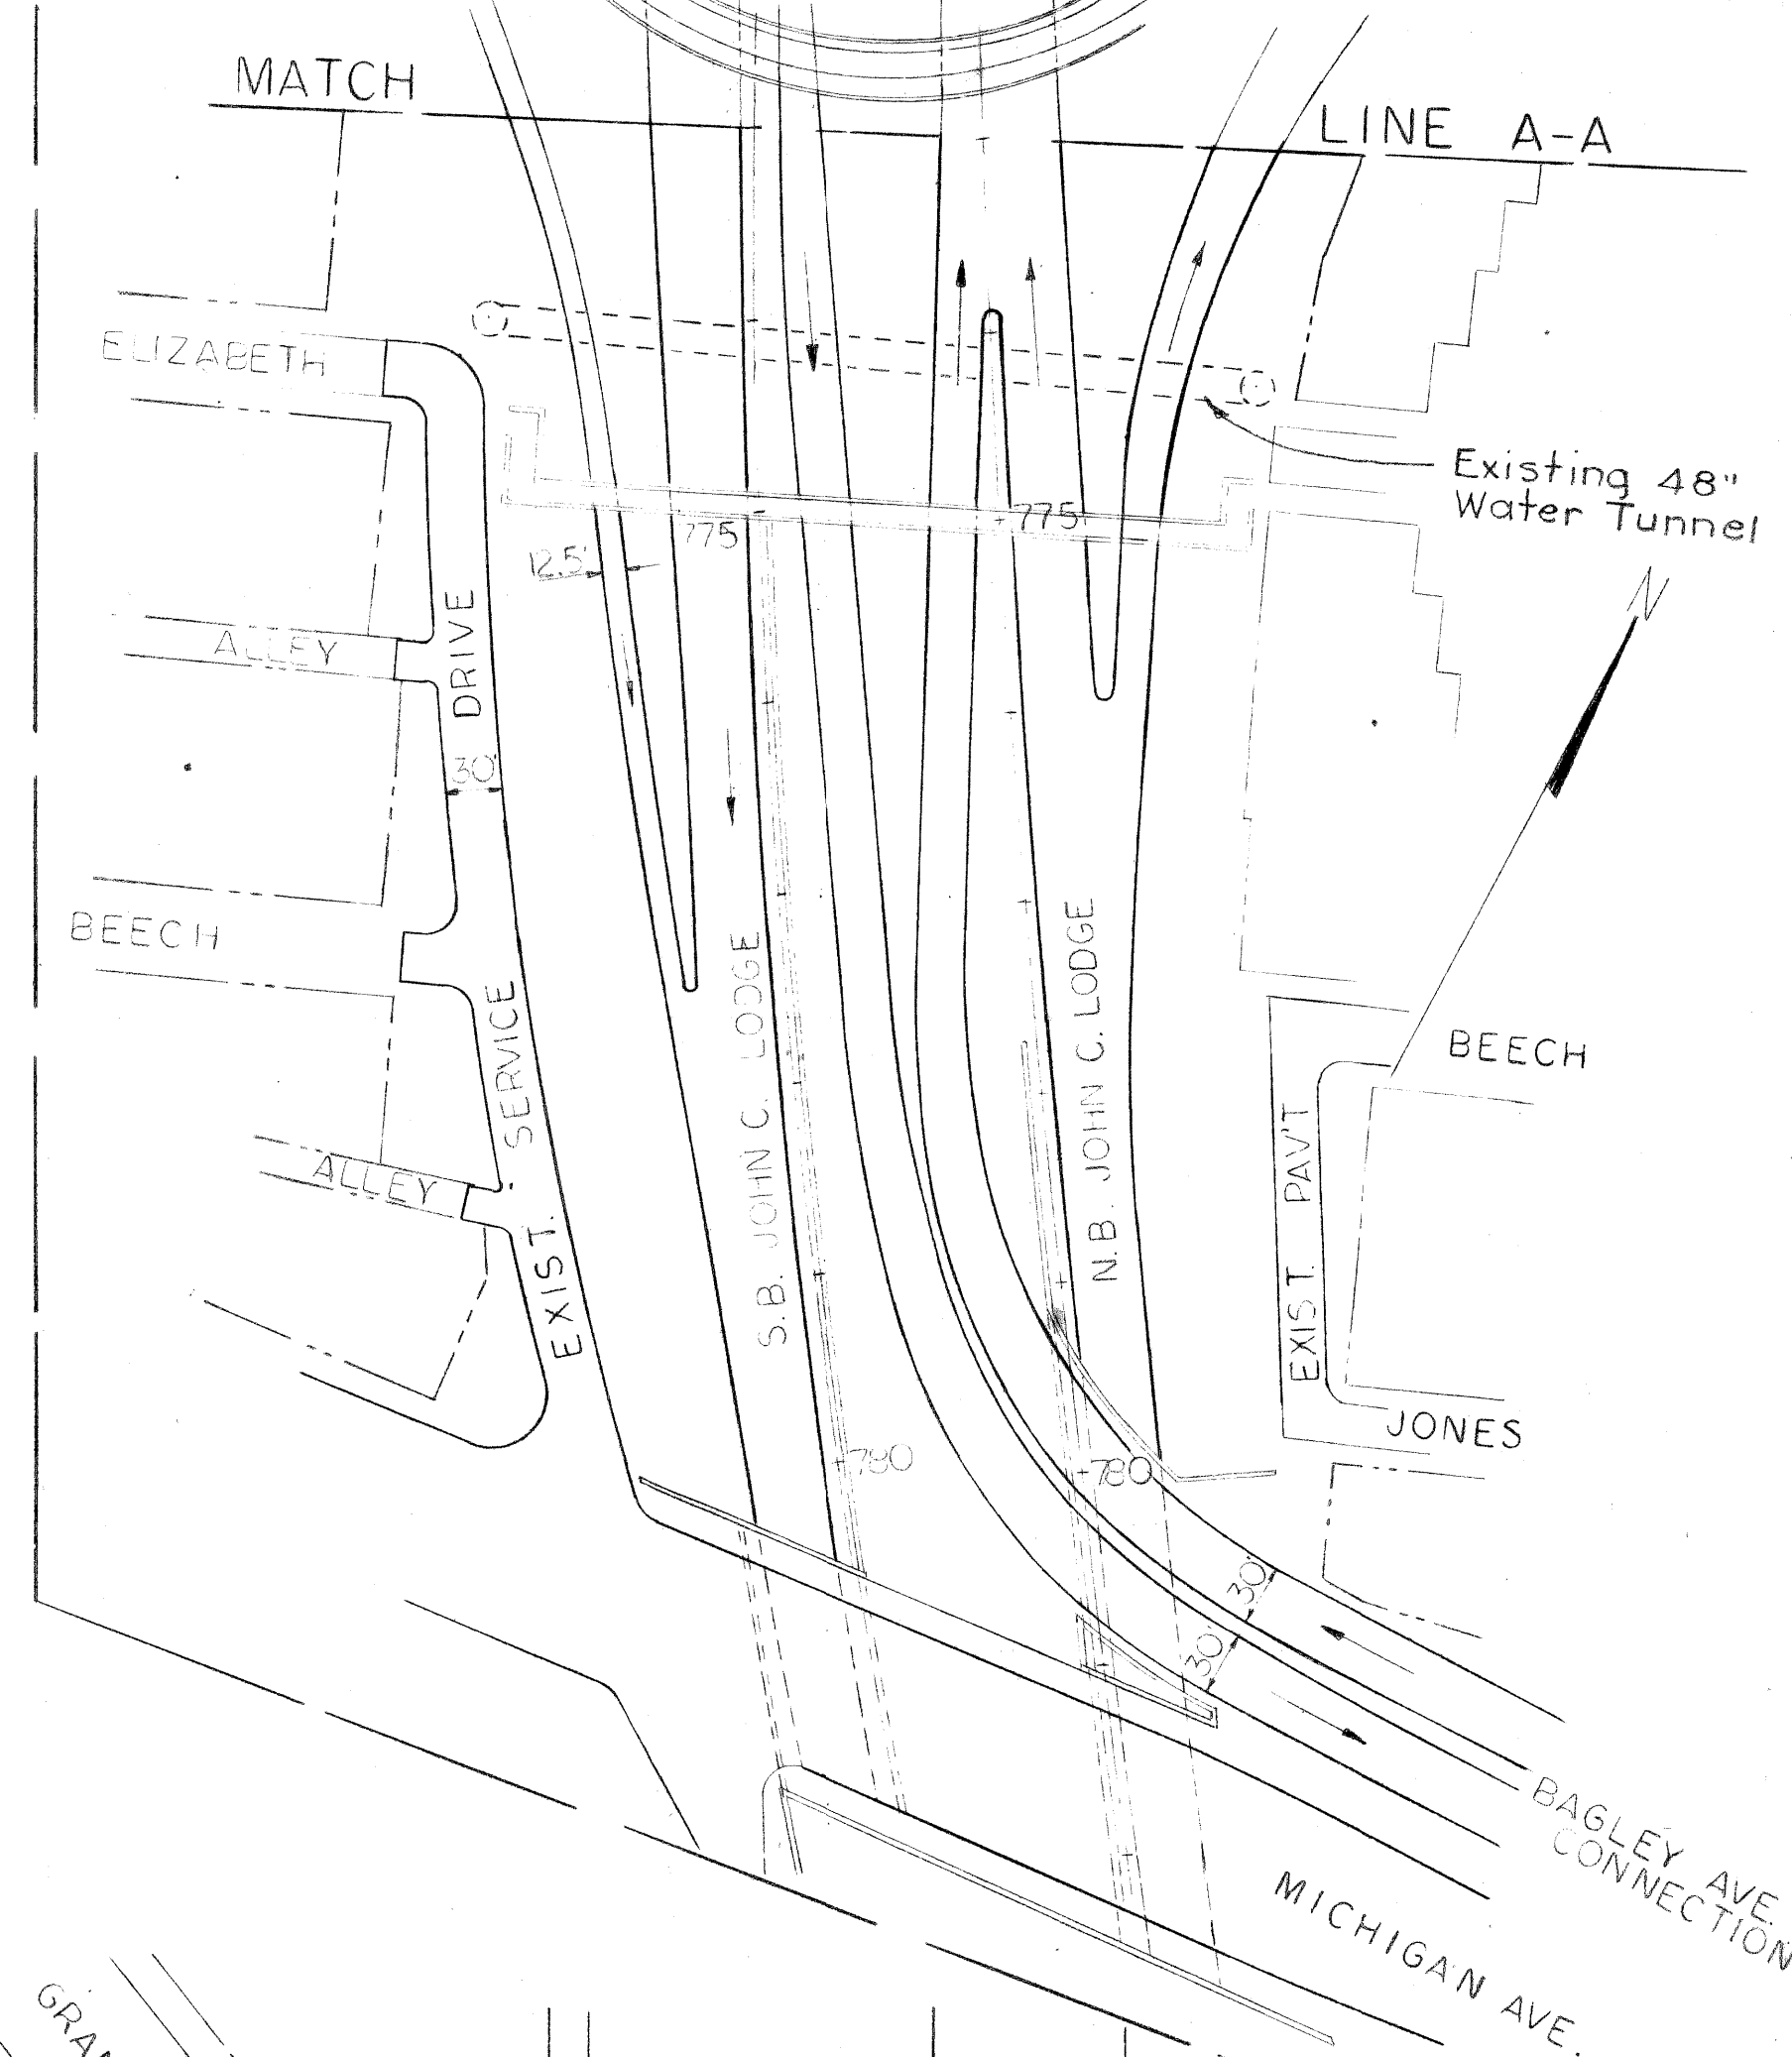 MATCH LINE A-A
ELIZABETH
Existing 48"
Water Tunnel
775
775
12.5'
N
ALLEY
30'
EXIST. SERVICE DRIVE
BEECH
S.B. JOHN C. LODGE
N.B. JOHN C. LODGE
BEECH
EXIST. PAV'T
ALLEY
JONES
780
780
30'
30'
BAGLEY AVE.
CONNECTION
MICHIGAN AVE.